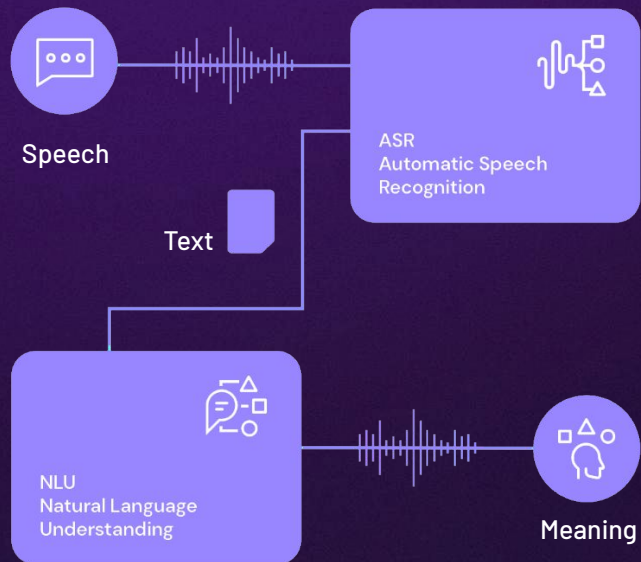 Speech
ASR
Automatic Speech
Recognition
Text
NLU
Natural Language
Understanding
Meaning